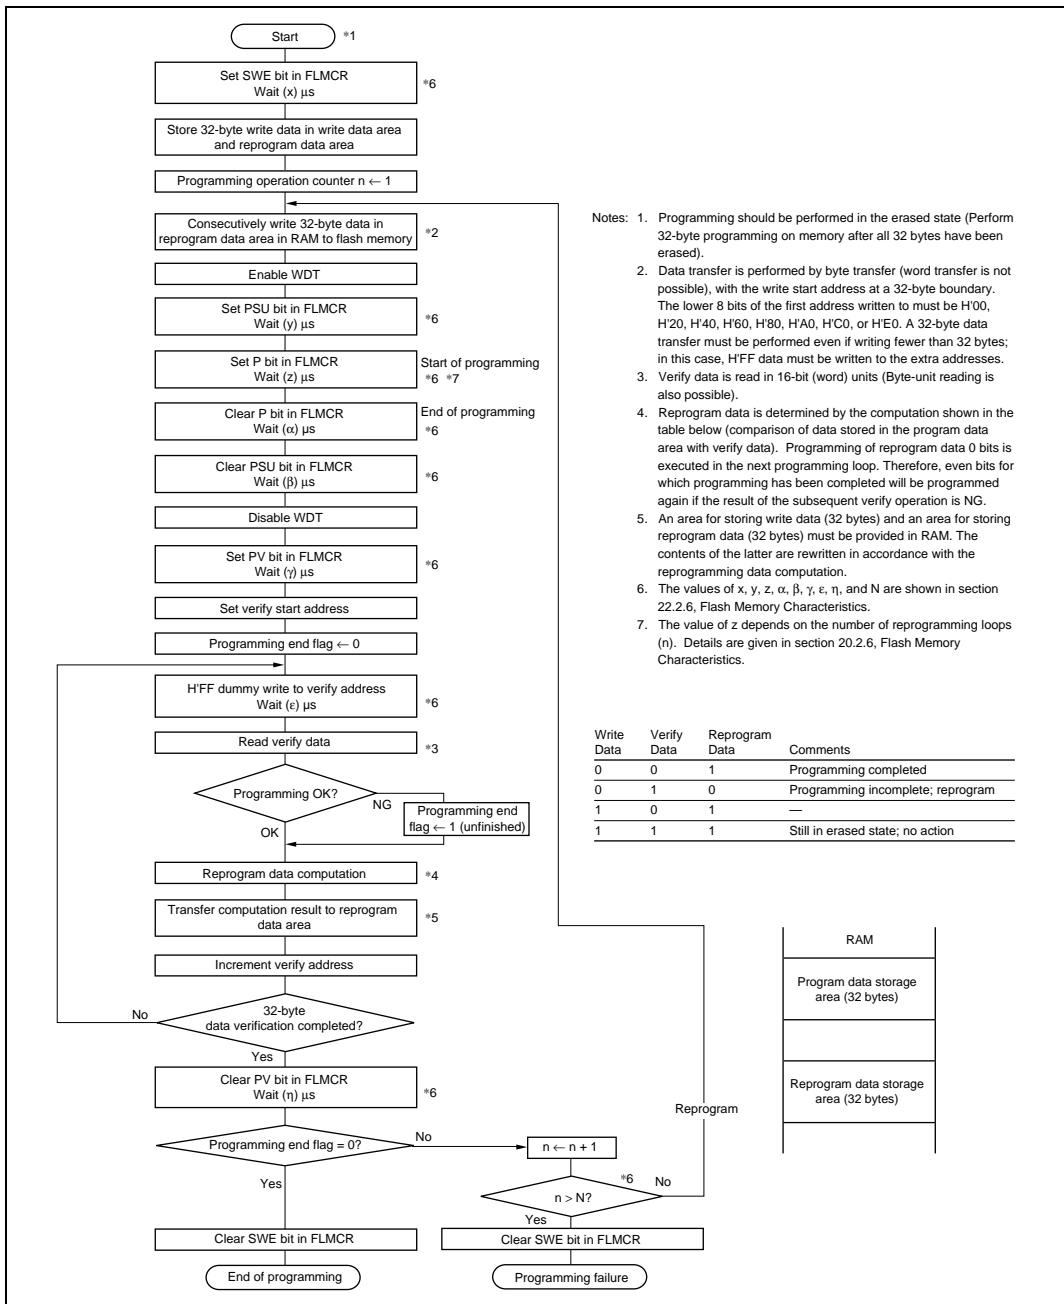 Start *1
Set SWE bit in FLMCR
Wait (x) μs
*6
Store 32-byte write data in write data area
and reprogram data area
Programming operation counter n ← 1
Consecutively write 32-byte data in
reprogram data area in RAM to flash memory
*2
Enable WDT
Set PSU bit in FLMCR
Wait (y) μs
*6
Set P bit in FLMCR
Wait (z) μs
Start of programming
*6 *7
Clear P bit in FLMCR
Wait (α) μs
End of programming
*6
Clear PSU bit in FLMCR
Wait (β) μs
*6
Disable WDT
Set PV bit in FLMCR
Wait (γ) μs
*6
Set verify start address
Programming end flag ← 0
H'FF dummy write to verify address
Wait (ε) μs
*6
Read verify data
*3
Programming OK?
NG
Programming end
flag ← 1 (unfinished)
OK
Reprogram data computation
*4
Transfer computation result to reprogram
data area
*5
Increment verify address
32-byte
data verification completed?
No
Yes
Clear PV bit in FLMCR
Wait (η) μs
*6
Programming end flag = 0?
No
Yes
n ← n + 1
*6
n > N?
No
Reprogram
Yes
Clear SWE bit in FLMCR
Clear SWE bit in FLMCR
End of programming
Programming failure
Notes: 1. Programming should be performed in the erased state (Perform
32-byte programming on memory after all 32 bytes have been
erased).
2. Data transfer is performed by byte transfer (word transfer is not
possible), with the write start address at a 32-byte boundary.
The lower 8 bits of the first address written to must be H'00,
H'20, H'40, H'60, H'80, H'A0, H'C0, or H'E0. A 32-byte data
transfer must be performed even if writing fewer than 32 bytes;
in this case, H'FF data must be written to the extra addresses.
3. Verify data is read in 16-bit (word) units (Byte-unit reading is
also possible).
4. Reprogram data is determined by the computation shown in the
table below (comparison of data stored in the program data
area with verify data). Programming of reprogram data 0 bits is
executed in the next programming loop. Therefore, even bits for
which programming has been completed will be programmed
again if the result of the subsequent verify operation is NG.
5. An area for storing write data (32 bytes) and an area for storing
reprogram data (32 bytes) must be provided in RAM. The
contents of the latter are rewritten in accordance with the
reprogramming data computation.
6. The values of x, y, z, α, β, γ, ε, η, and N are shown in section
22.2.6, Flash Memory Characteristics.
7. The value of z depends on the number of reprogramming loops
(n). Details are given in section 20.2.6, Flash Memory
Characteristics.
Write Verify Reprogram
Data Data Data Comments
0 0 1 Programming completed
0 1 0 Programming incomplete; reprogram
1 0 1 —
1 1 1 Still in erased state; no action
RAM
Program data storage
area (32 bytes)
Reprogram data storage
area (32 bytes)